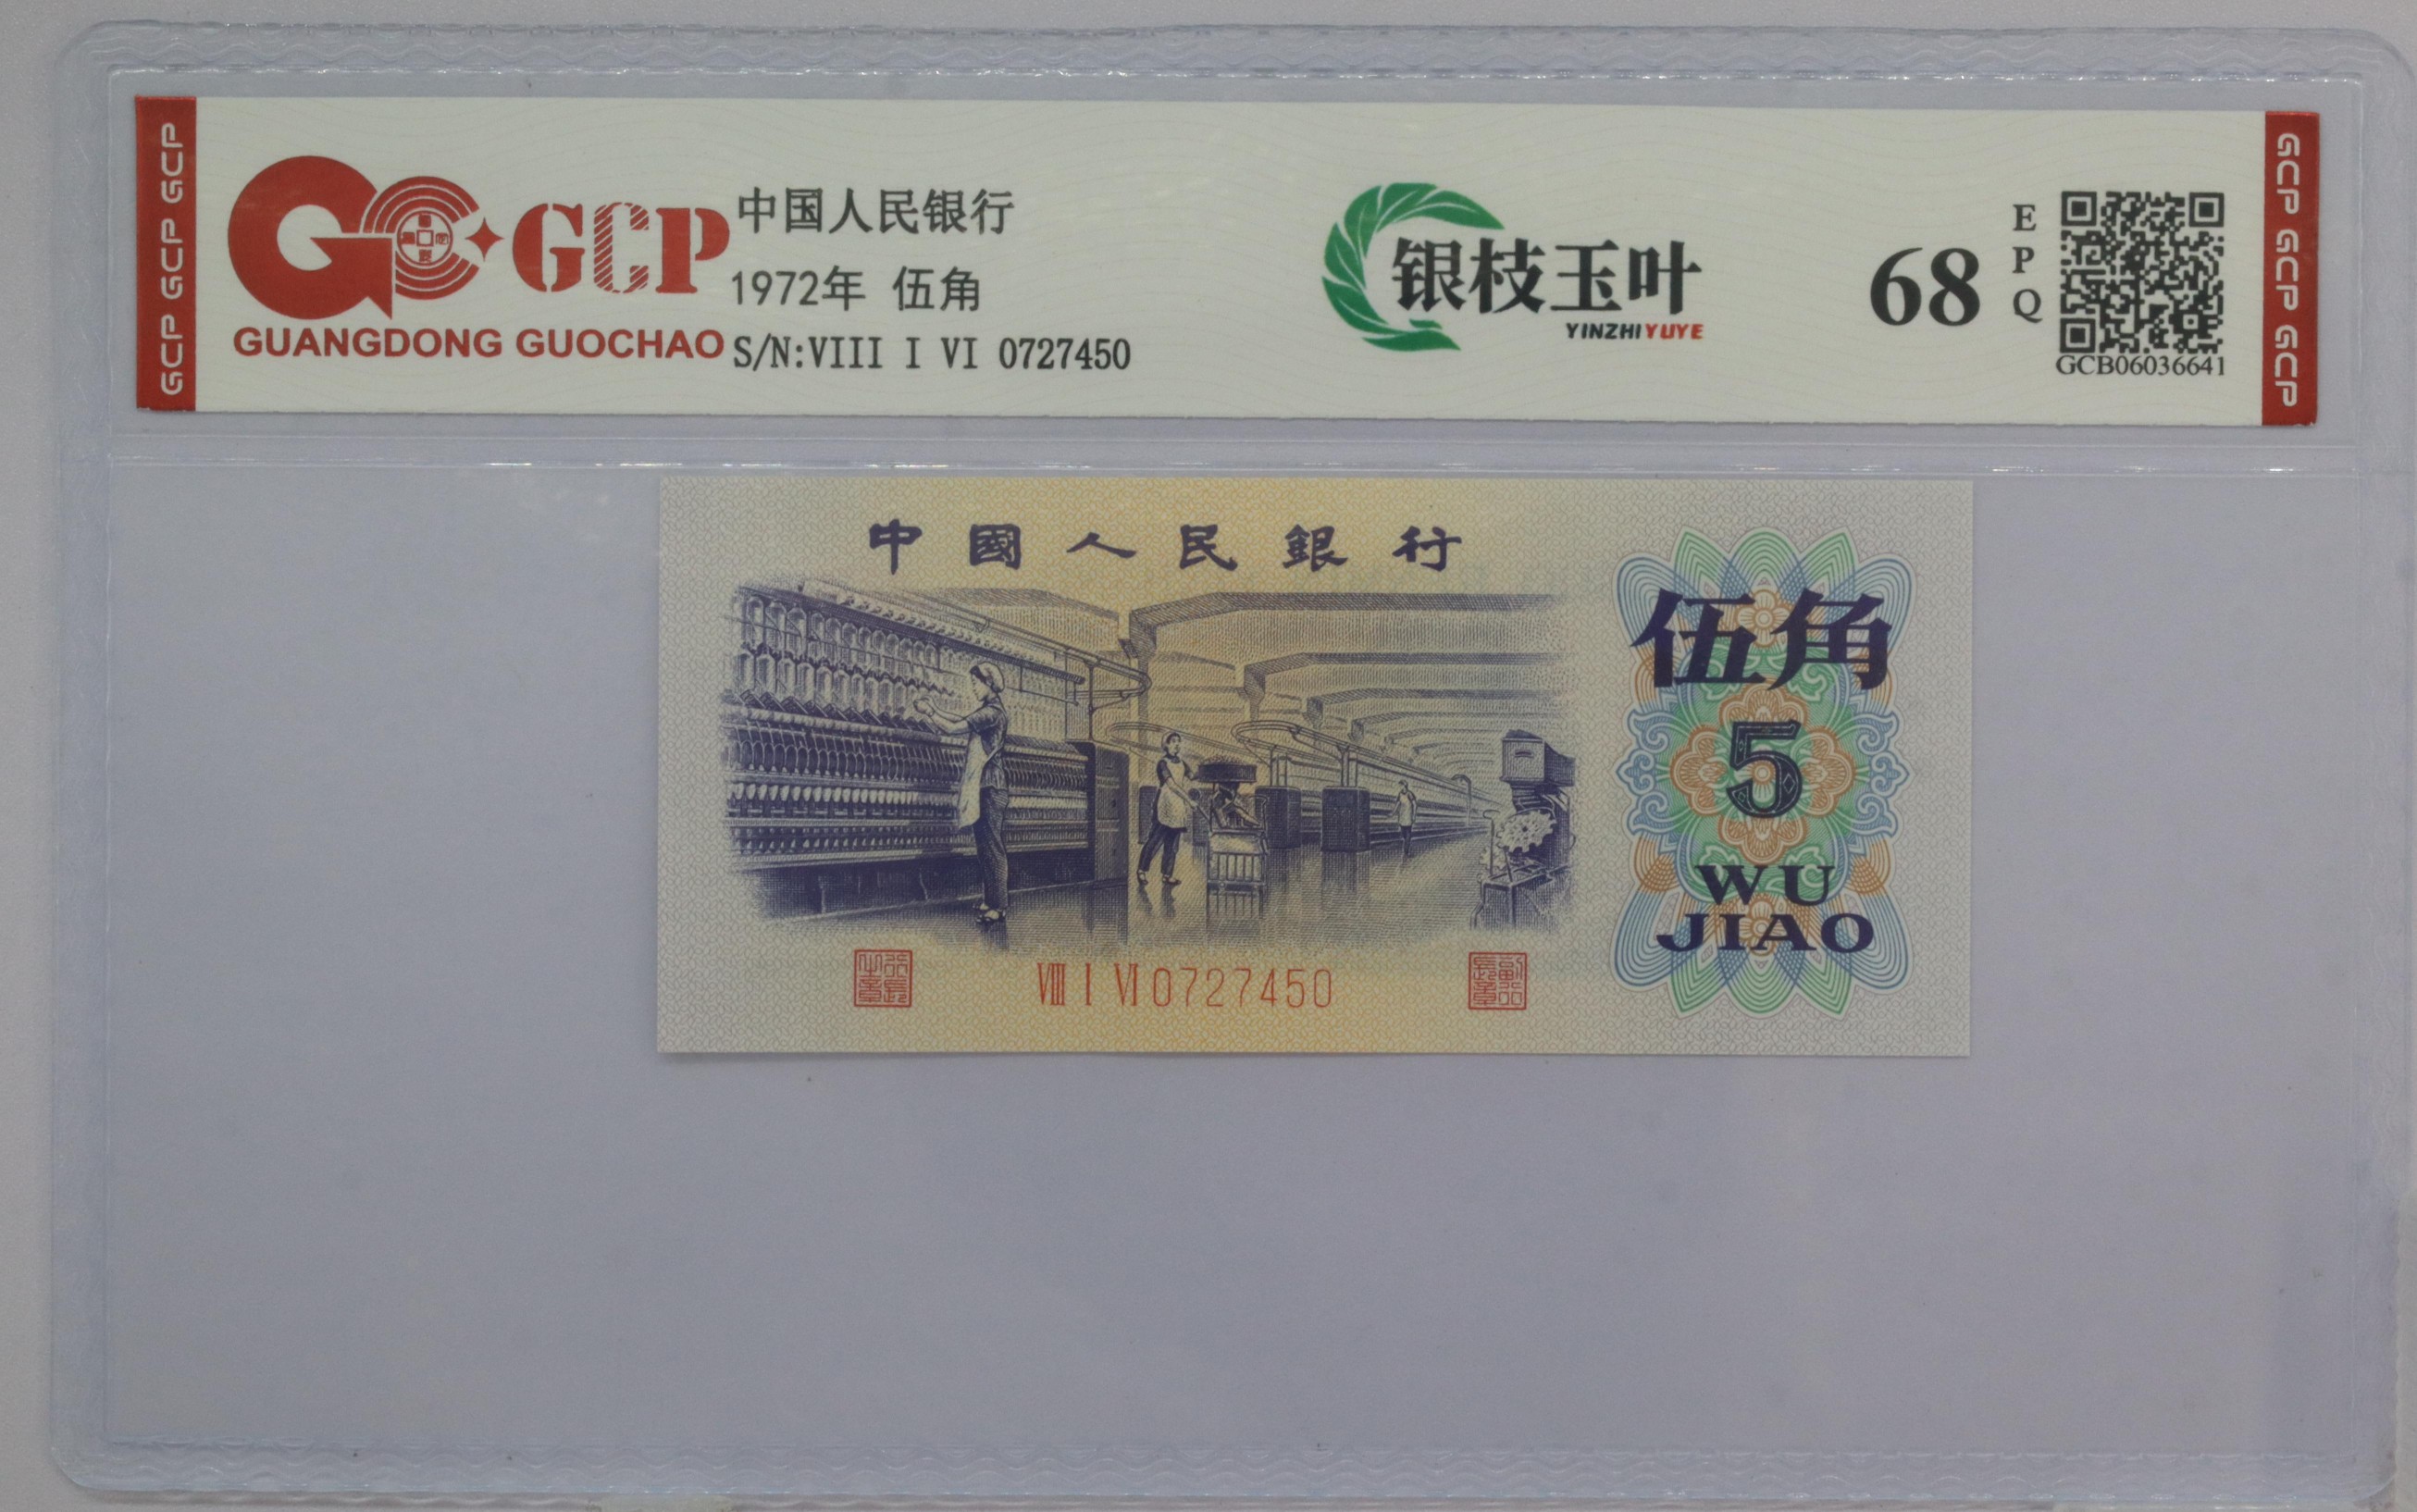 GCP GCP GCP
GCP
GUANGDONG GUOCHAO
中国人民银行
1972年 伍角
S/N:VIII I VI 0727450
银枝玉叶
YINZHIYUYE
68
EPQ
GCB06036641
GCP GCP GCP
中國人民銀行
伍角
5
WU
JIAO
VIII I VI 0727450